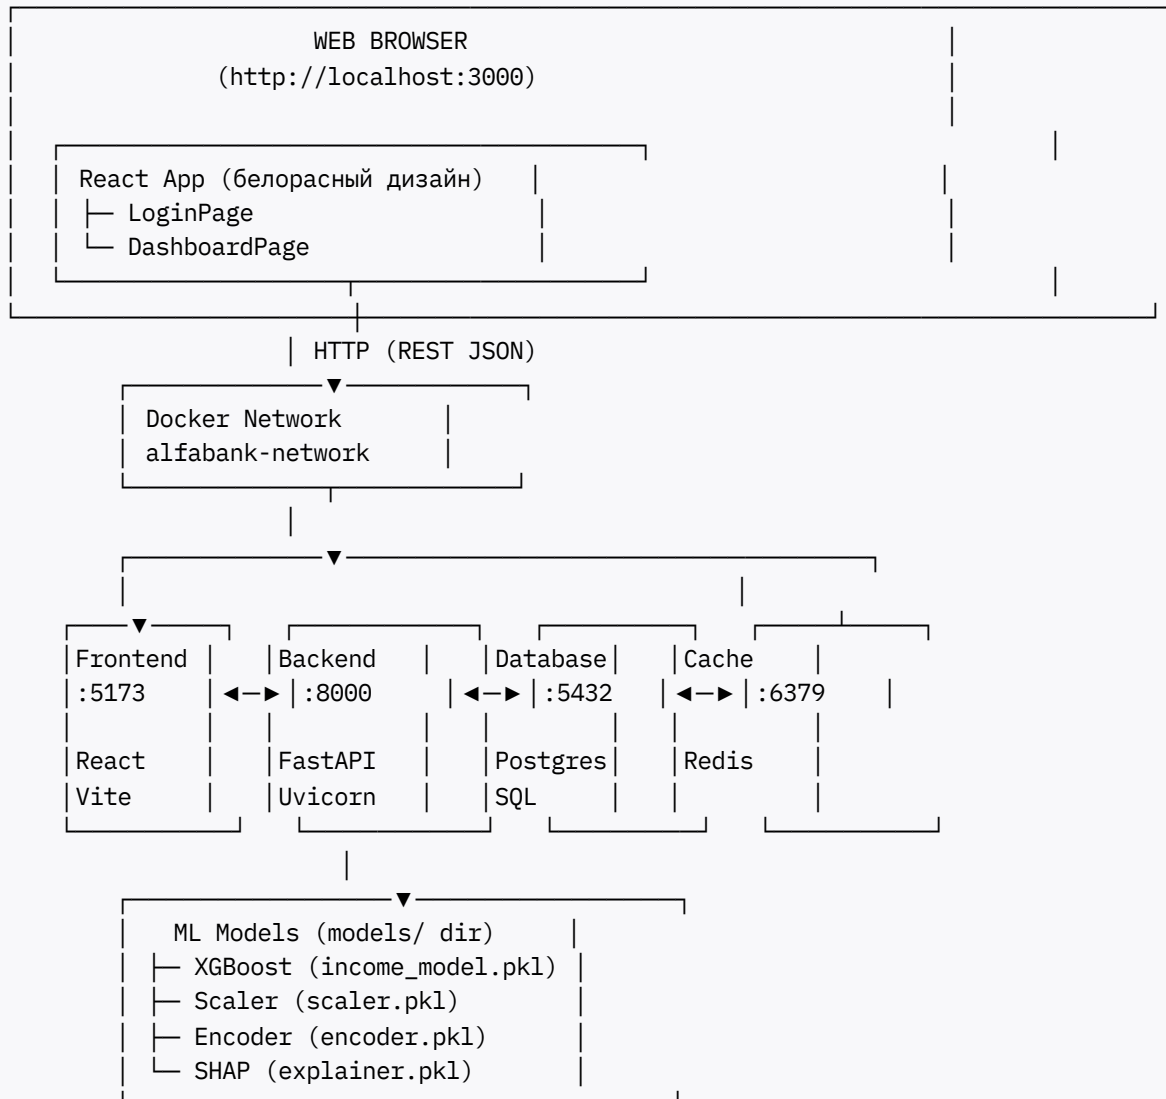 WEB BROWSER
(http://localhost:3000)
React App (белорасный дизайн)
├─ LoginPage
└─ DashboardPage
HTTP (REST JSON)
Docker Network
alfabank-network
Frontend Backend Database Cache
:5173 ◄─► :8000 ◄─► :5432 ◄─► :6379
React FastAPI Postgres Redis
Vite Uvicorn SQL
ML Models (models/ dir)
├─ XGBoost (income_model.pkl)
├─ Scaler (scaler.pkl)
├─ Encoder (encoder.pkl)
└─ SHAP (explainer.pkl)